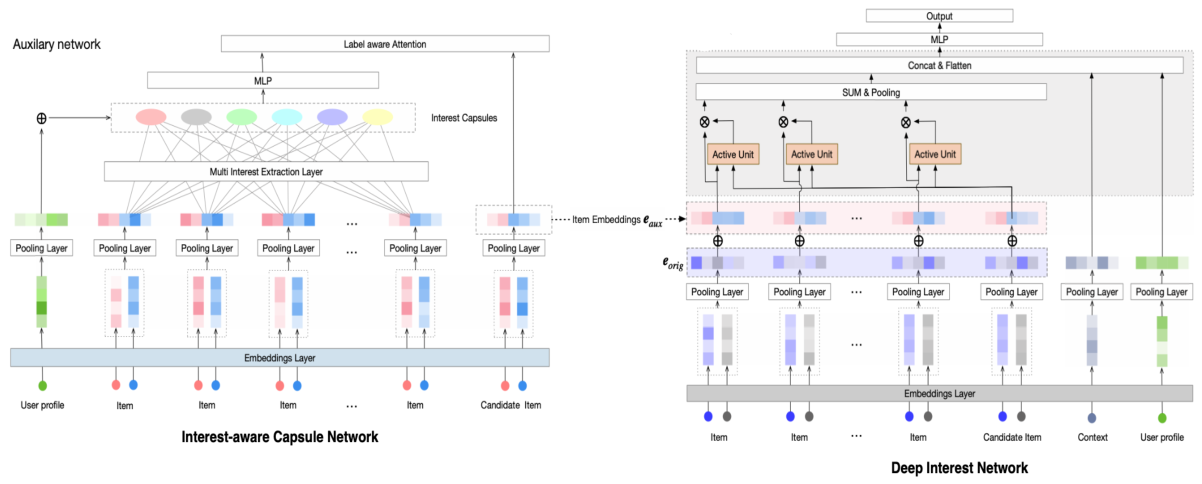 Auxilary network
Label aware Attention
MLP
Interest Capsules
Multi Interest Extraction Layer
...
Pooling Layer Pooling Layer Pooling Layer Pooling Layer ... Pooling Layer Pooling Layer
Embeddings Layer
User profile Item Item Item ... Item Candidate Item
Interest-aware Capsule Network
Output
MLP
Concat & Flatten
SUM & Pooling
Active Unit Active Unit Active Unit
Item Embeddings e_aux ...
e_orig
Pooling Layer Pooling Layer ... Pooling Layer Pooling Layer Pooling Layer Pooling Layer
...
Embeddings Layer
Item Item ... Item Candidate Item Context User profile
Deep Interest Network